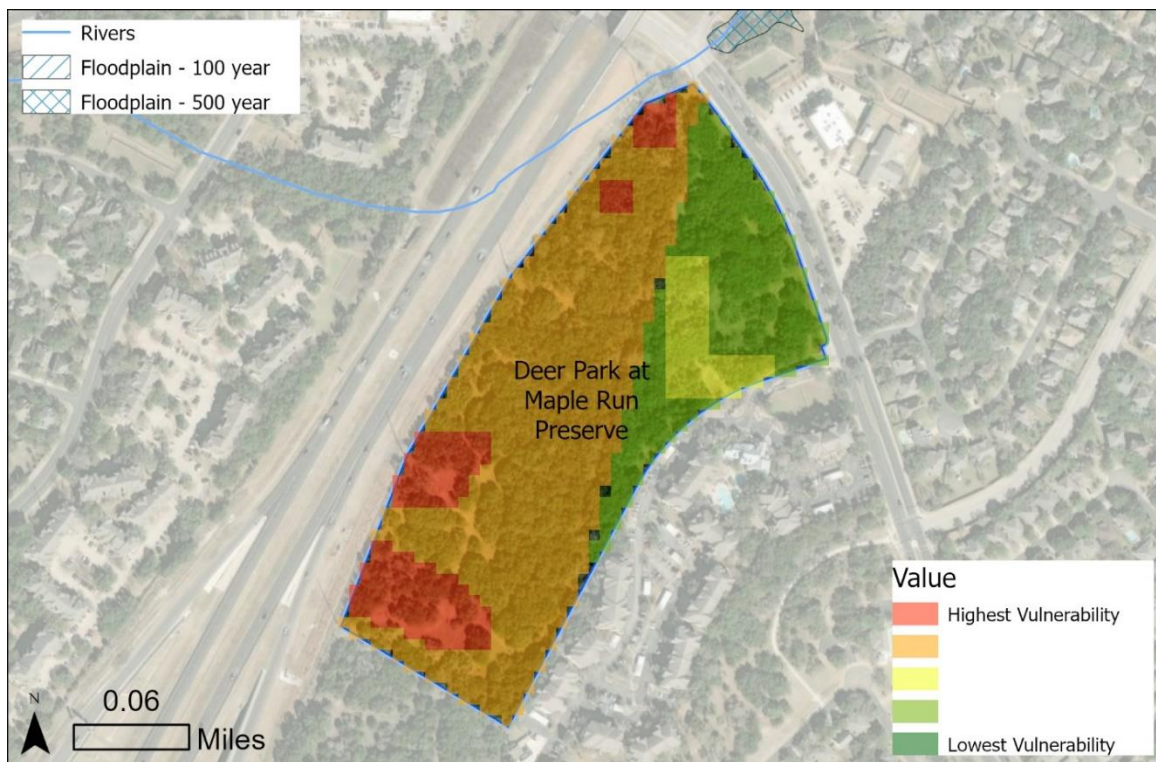 Rivers
Floodplain - 100 year
Floodplain - 500 year
Deer Park at
Maple Run
Preserve
Value
Highest Vulnerability
Lowest Vulnerability
N
0.06
Miles